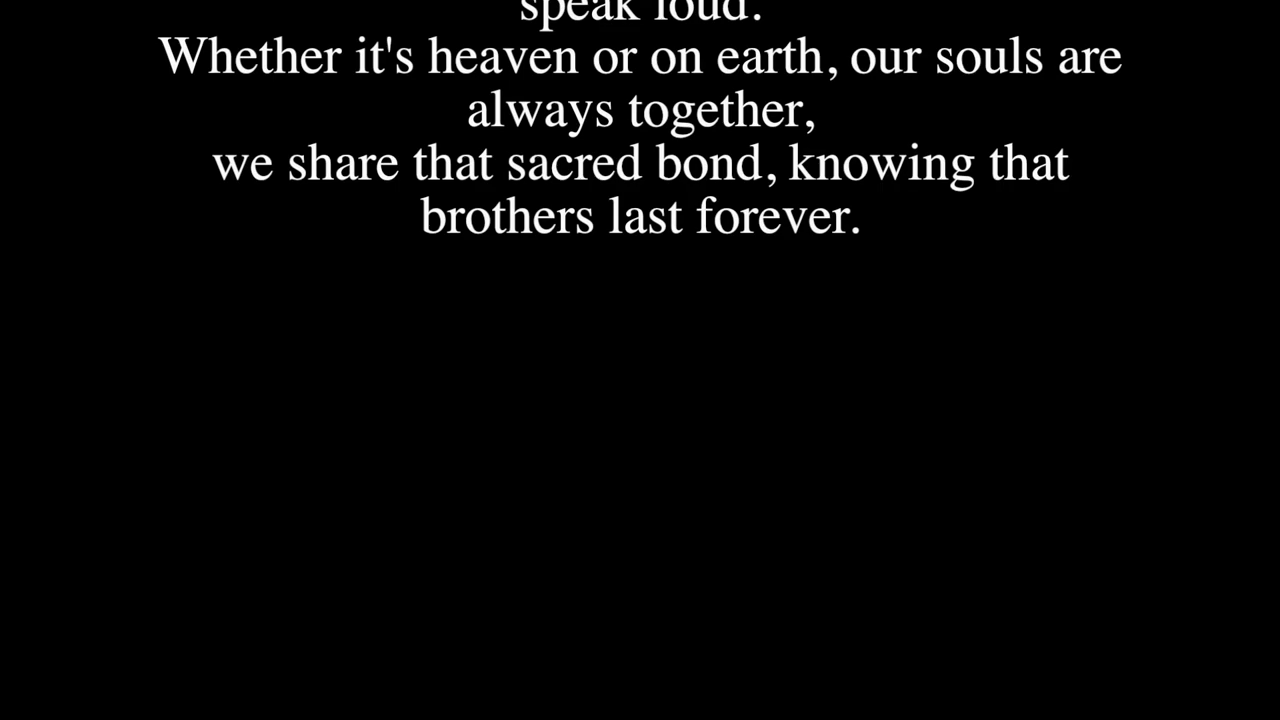 speak loud.
Whether it's heaven or on earth, our souls are
always together,
we share that sacred bond, knowing that
brothers last forever.